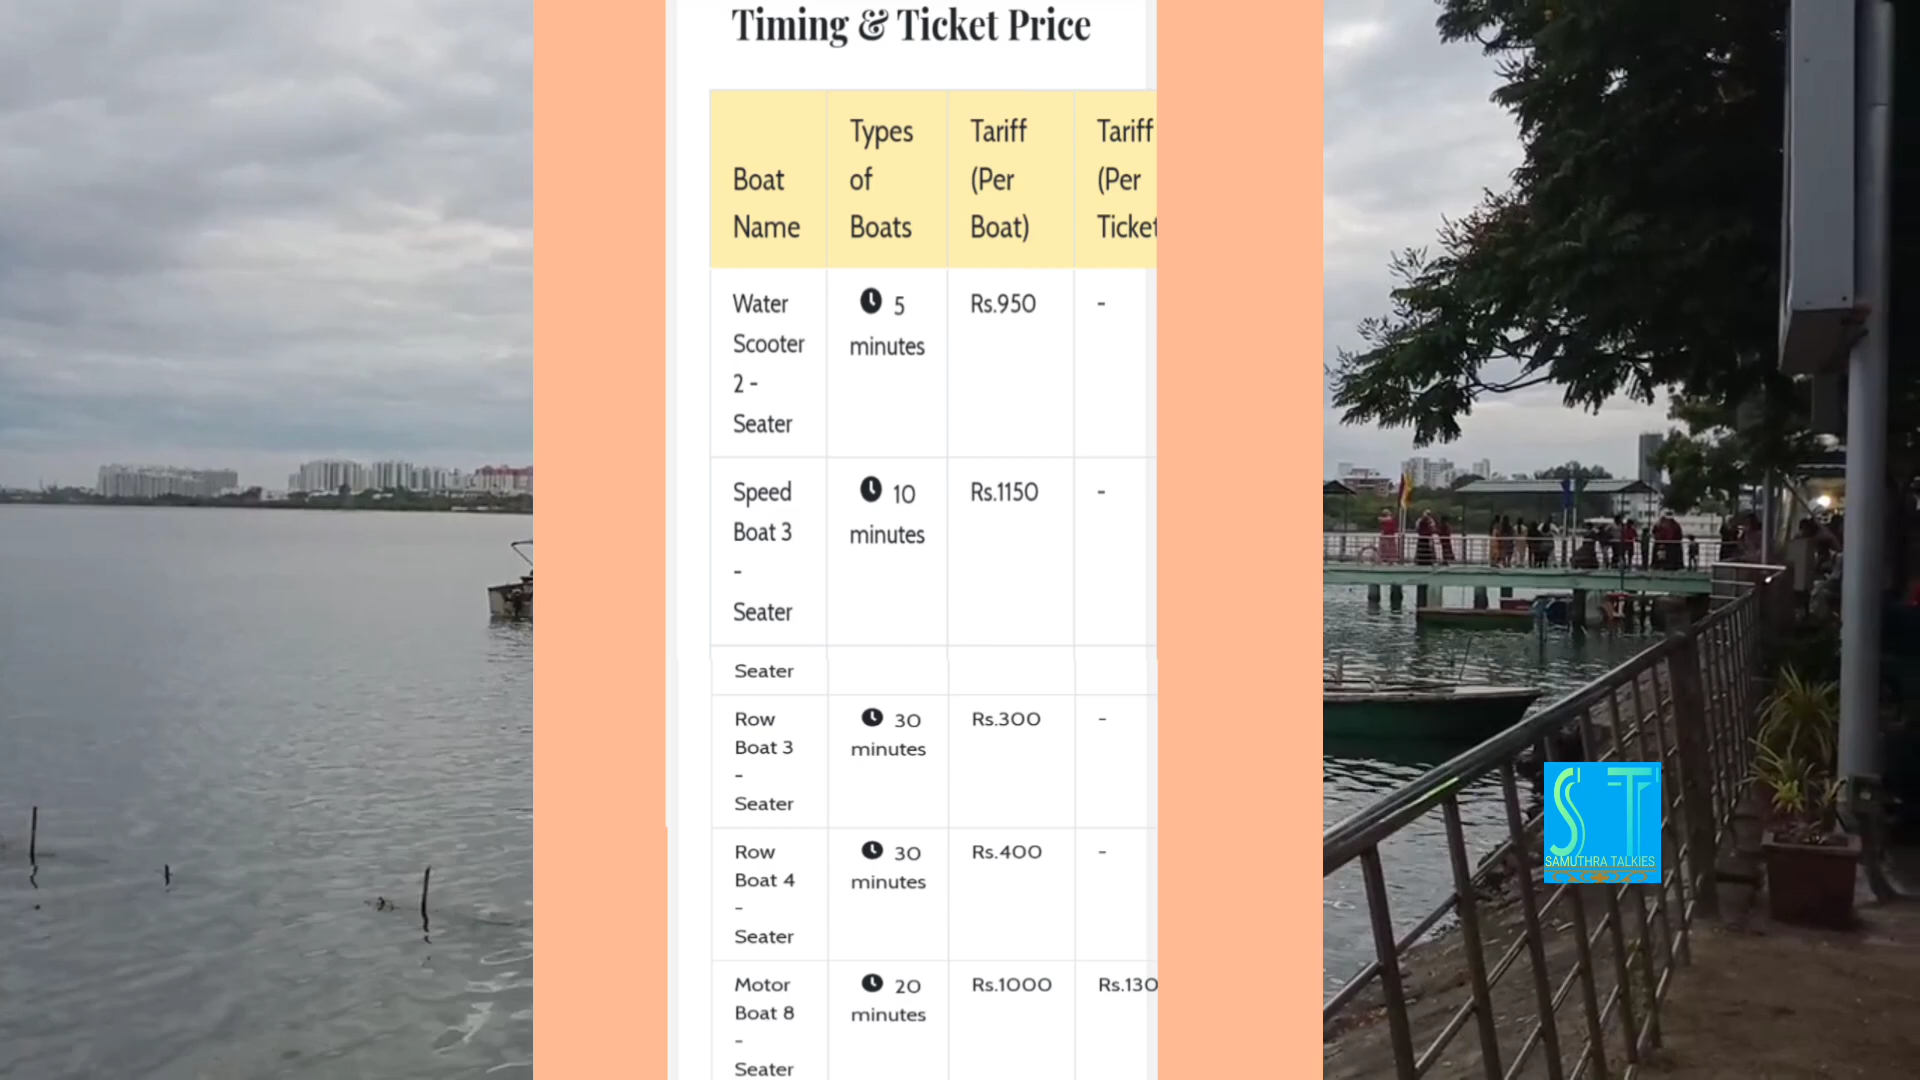 Timing & Ticket Price
Boat Name
Types of Boats
Tariff (Per Boat)
Tariff (Per Ticket
Water Scooter 2 - Seater
5 minutes
Rs.950
-
Speed Boat 3 - Seater
10 minutes
Rs.1150
-
Seater
Row Boat 3 - Seater
30 minutes
Rs.300
-
Row Boat 4 - Seater
30 minutes
Rs.400
-
Motor Boat 8 - Seater
20 minutes
Rs.1000
Rs.130
ST
SAMUTHRA TALKIES